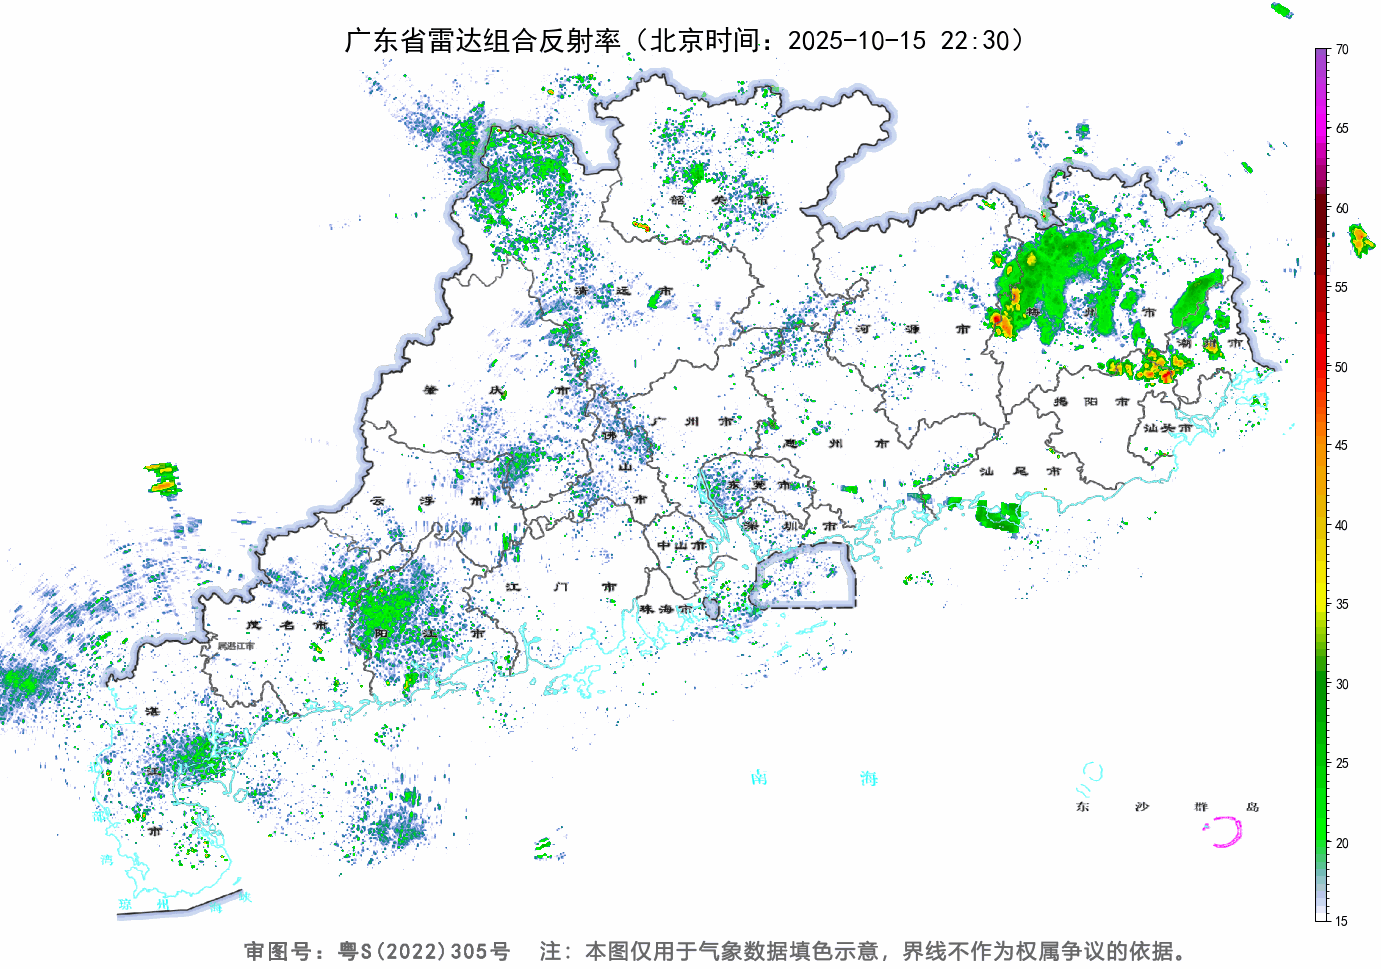 广东省雷达组合反射率（北京时间：2025-10-15 22:30）
70
65
60
55
50
45
40
35
30
25
20
15
韶关市
清远市
河源市
梅州市
潮州市
肇庆市
广州市
佛山市
惠州市
揭阳市
汕头市
汕尾市
云浮市
东莞市
深圳市
中山市
江门市
珠海市
茂名市
阳江市
属湛江市
湛江市
南海
东沙群岛
湾
琼州海峡
审图号：粤S(2022)305号 注：本图仅用于气象数据填色示意，界线不作为权属争议的依据。